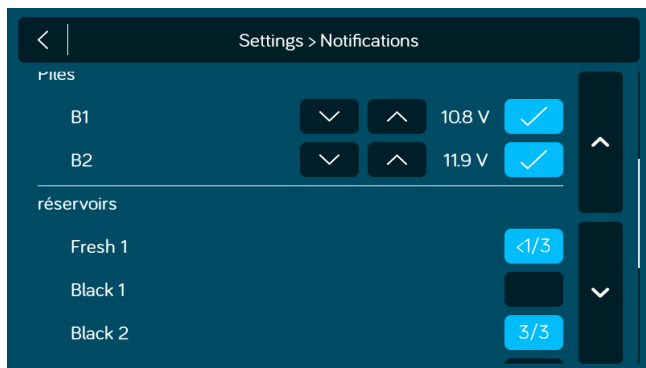 Settings > Notifications
Piles
B1 10.8 V
B2 11.9 V
réservoirs
Fresh 1 <1/3
Black 1
Black 2 3/3